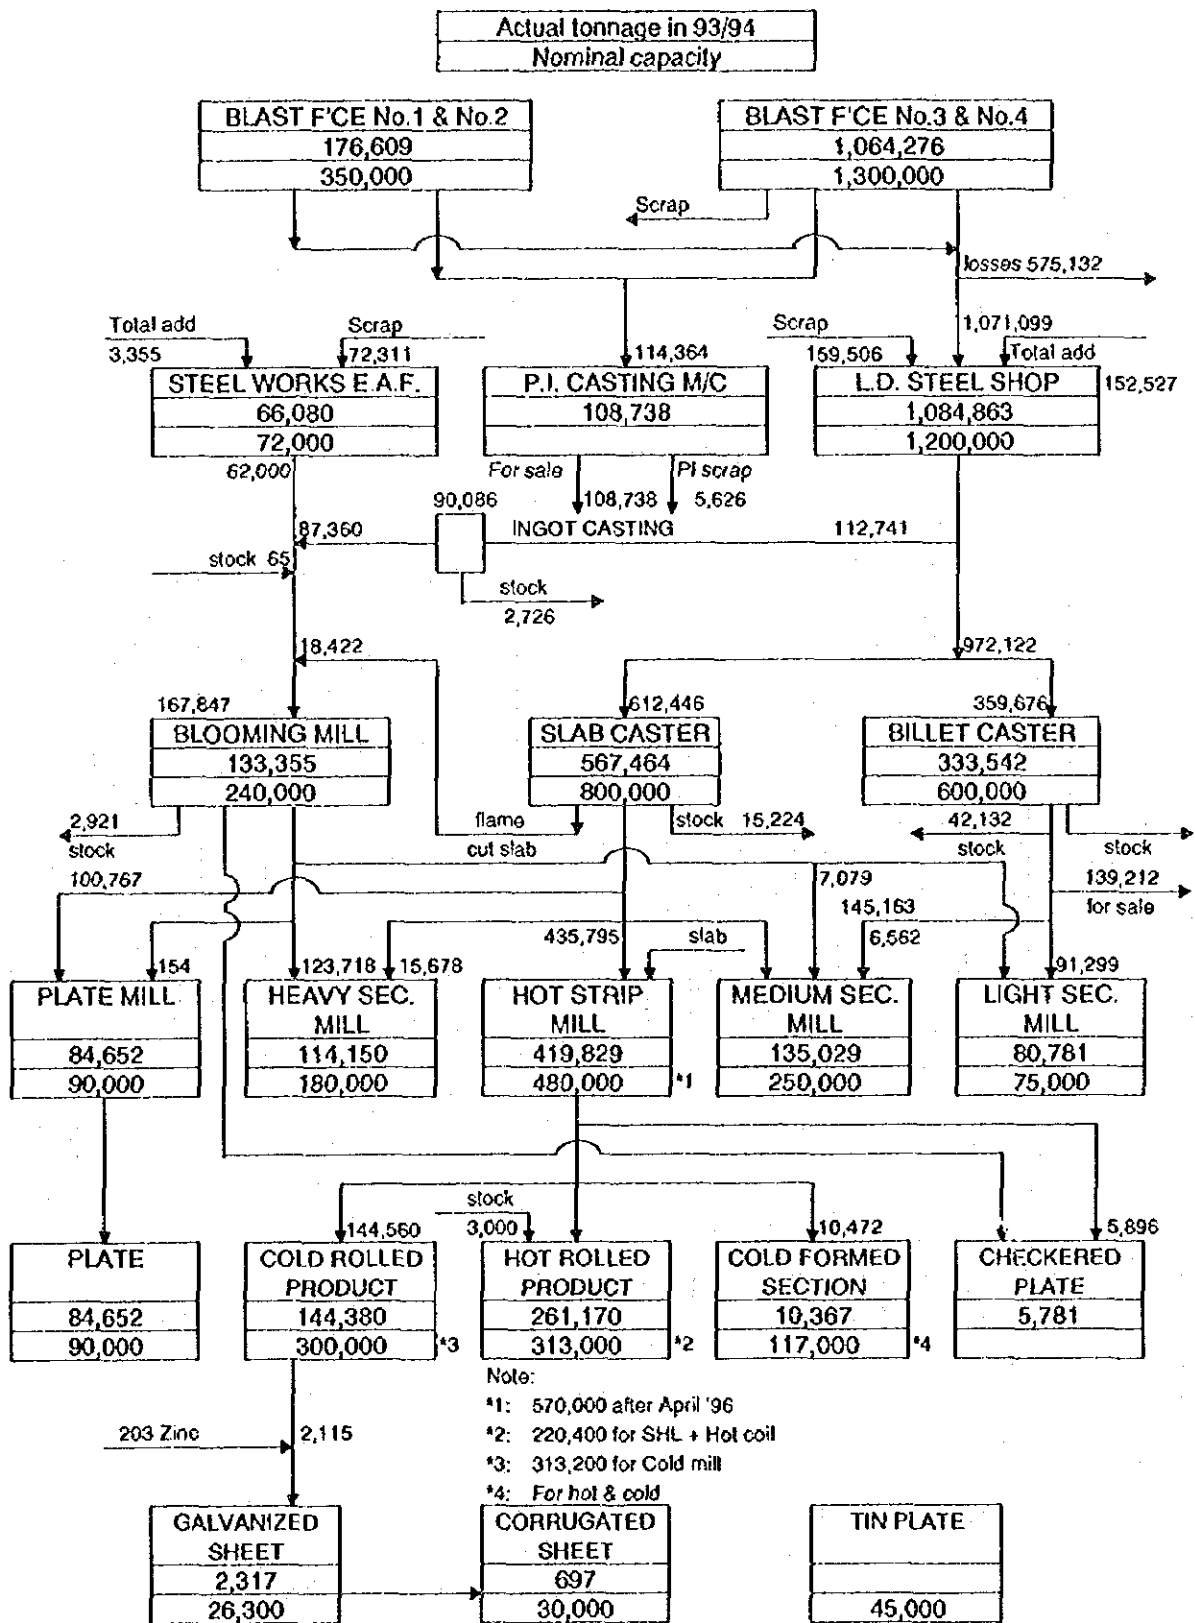 Actual tonnage in 93/94
Nominal capacity
BLAST F'CE No.1 & No.2
176,609
350,000
BLAST F'CE No.3 & No.4
1,064,276
1,300,000
Scrap
losses 575,132
Total add
3,355
Scrap
72,311
114,364
Scrap
159,506
1,071,099
Total add
152,527
STEEL WORKS E.A.F.
66,080
72,000
62,000
P.I. CASTING M/C
108,738
L.D. STEEL SHOP
1,084,863
1,200,000
For sale
108,738
PI scrap
5,626
90,086
INGOT CASTING
87,360
112,741
stock 65
stock
2,726
18,422
972,122
167,847
612,446
359,676
BLOOMING MILL
133,355
240,000
SLAB CASTER
567,464
800,000
BILLET CASTER
333,542
600,000
2,921
stock
flame
cut slab
stock 15,224
42,132
stock
stock
100,767
7,079
139,212
for sale
145,163
6,562
435,795
slab
154
123,718
15,678
91,299
PLATE MILL
84,652
90,000
HEAVY SEC.
MILL
114,150
180,000
HOT STRIP
MILL
419,829
480,000
*1
MEDIUM SEC.
MILL
135,029
250,000
LIGHT SEC.
MILL
80,781
75,000
144,560
stock
3,000
10,472
5,896
PLATE
84,652
90,000
COLD ROLLED
PRODUCT
144,380
300,000
*3
HOT ROLLED
PRODUCT
261,170
313,000
*2
COLD FORMED
SECTION
10,367
117,000
*4
CHECKERED
PLATE
5,781
Note:
*1: 570,000 after April '96
*2: 220,400 for SHL + Hot coil
*3: 313,200 for Cold mill
*4: For hot & cold
203 Zinc
2,115
GALVANIZED
SHEET
2,317
26,300
CORRUGATED
SHEET
697
30,000
TIN PLATE
45,000